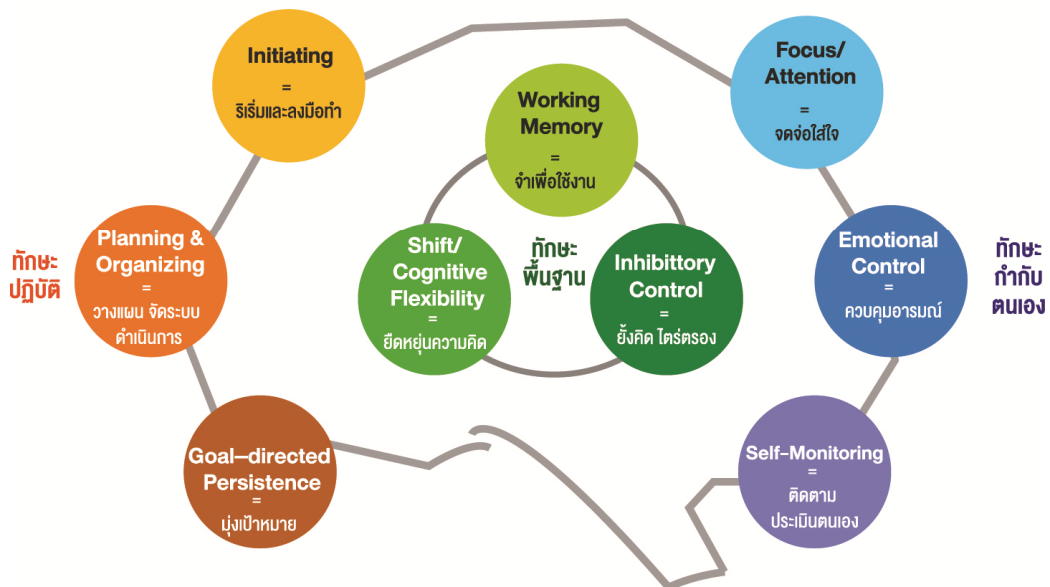 Initiating
=
ริเริ่มและลงมือทำ
Focus/
Attention
=
จดจ่อใส่ใจ
Working
Memory
=
จำเพื่อใช้งาน
ทักษะ
ปฏิบัติ
Planning &
Organizing
=
วางแผน จัดระบบ
ดำเนินการ
Shift/
Cognitive
Flexibility
=
ยืดหยุ่นความคิด
ทักษะ
พื้นฐาน
Inhibittory
Control
=
ยั้งคิด ไตร่ตรอง
Emotional
Control
=
ควบคุมอารมณ์
ทักษะ
กำกับ
ตนเอง
Goal–directed
Persistence
=
มุ่งเป้าหมาย
Self–Monitoring
=
ติดตาม
ประเมินตนเอง